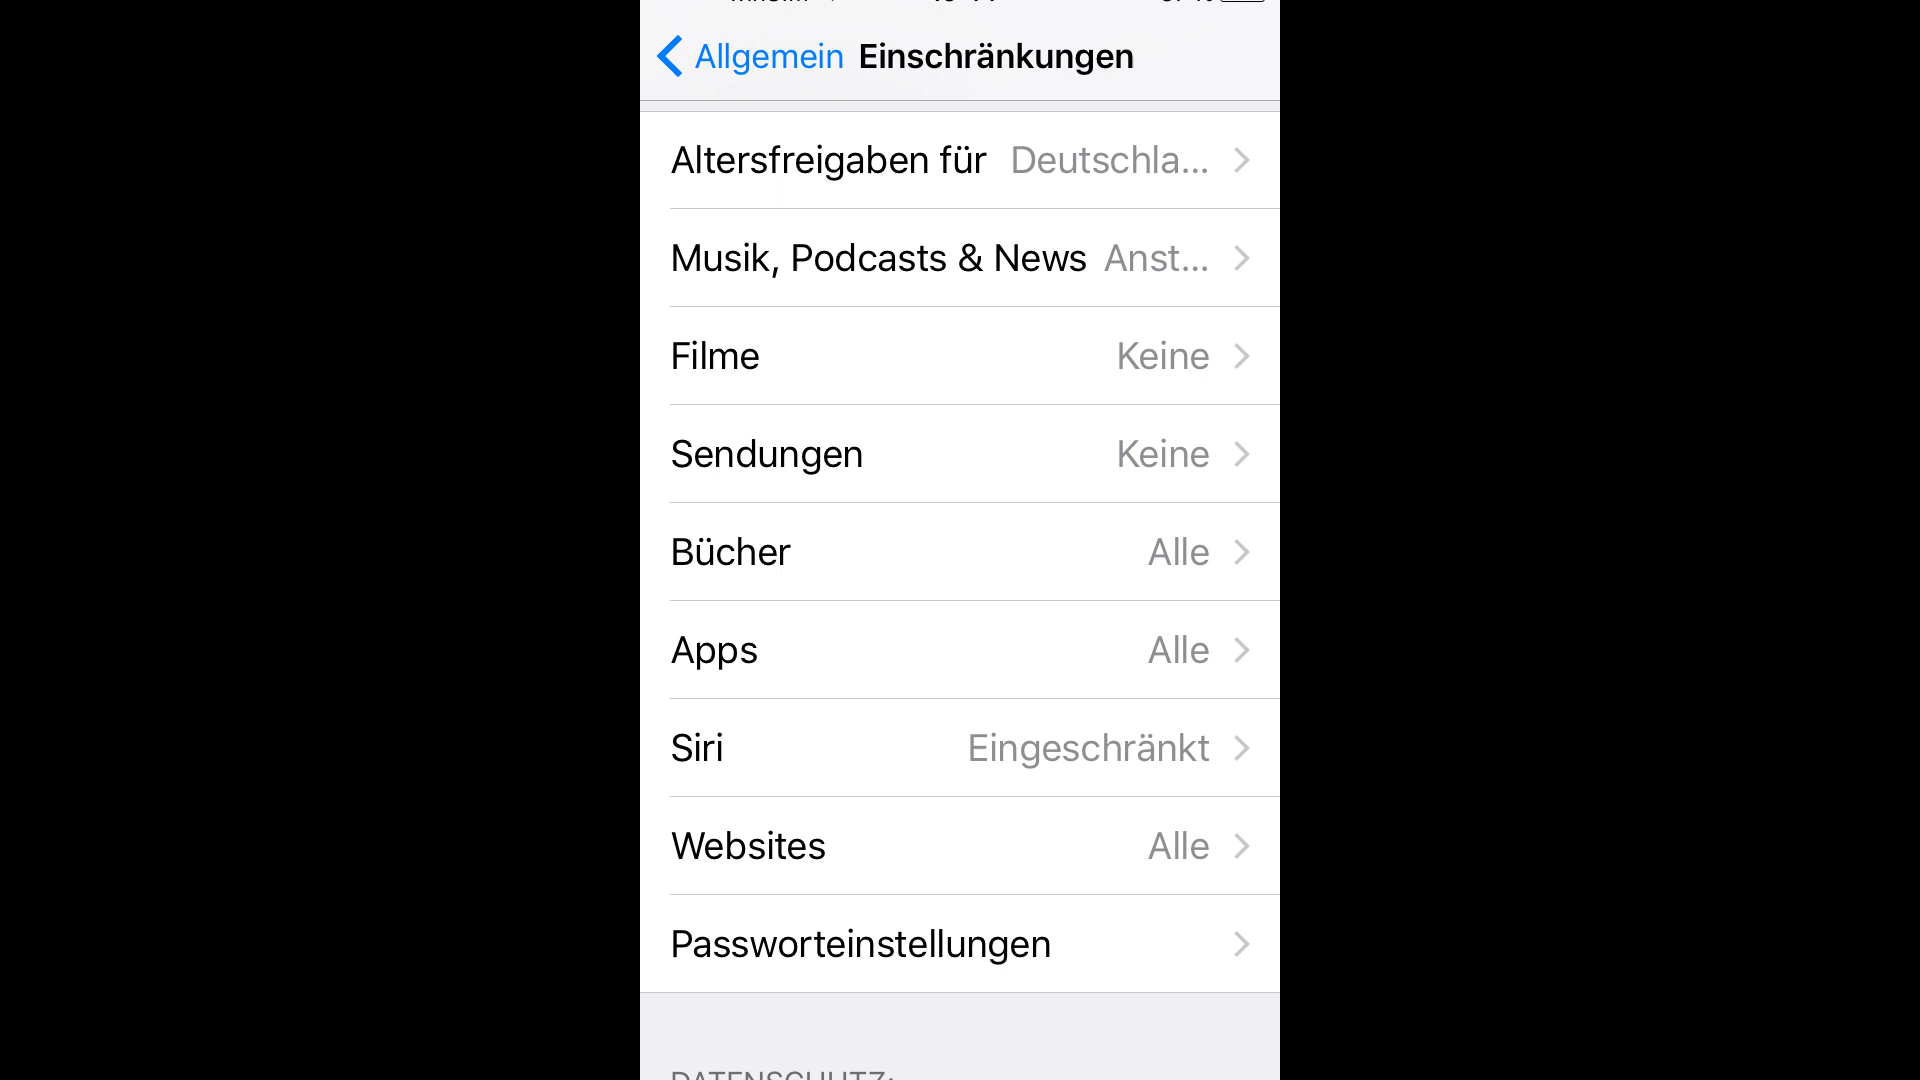 Allgemein Einschränkungen
Altersfreigaben für Deutschla...
Musik, Podcasts & News Anst...
Filme Keine
Sendungen Keine
Bücher Alle
Apps Alle
Siri Eingeschränkt
Websites Alle
Passworteinstellungen
DATENSCHUTZ: